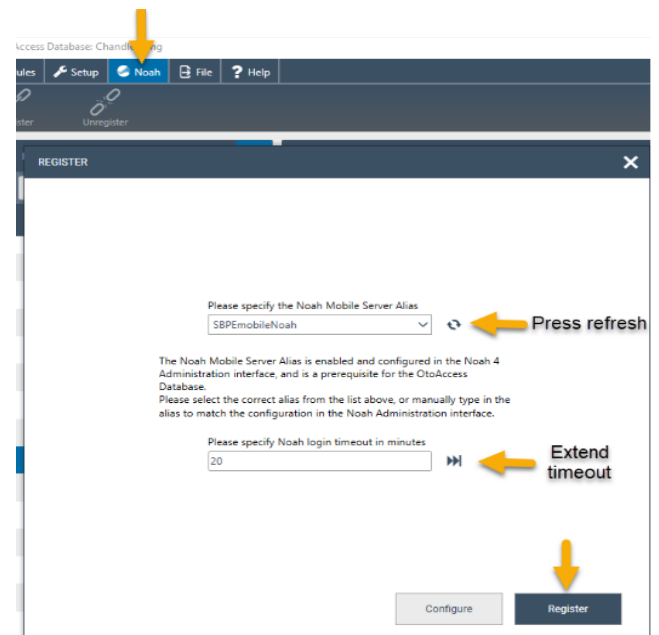 Access Database: Chandle ng
ules Setup Noah File ? Help
ister Unregister
REGISTER
Please specify the Noah Mobile Server Alias
SBPEmobileNoah
Press refresh
The Noah Mobile Server Alias is enabled and configured in the Noah 4
Administration interface, and is a prerequisite for the OtoAccess
Database.
Please select the correct alias from the list above, or manually type in the
alias to match the configuration in the Noah Administration interface.
Please specify Noah login timeout in minutes
20
Extend
timeout
Configure Register